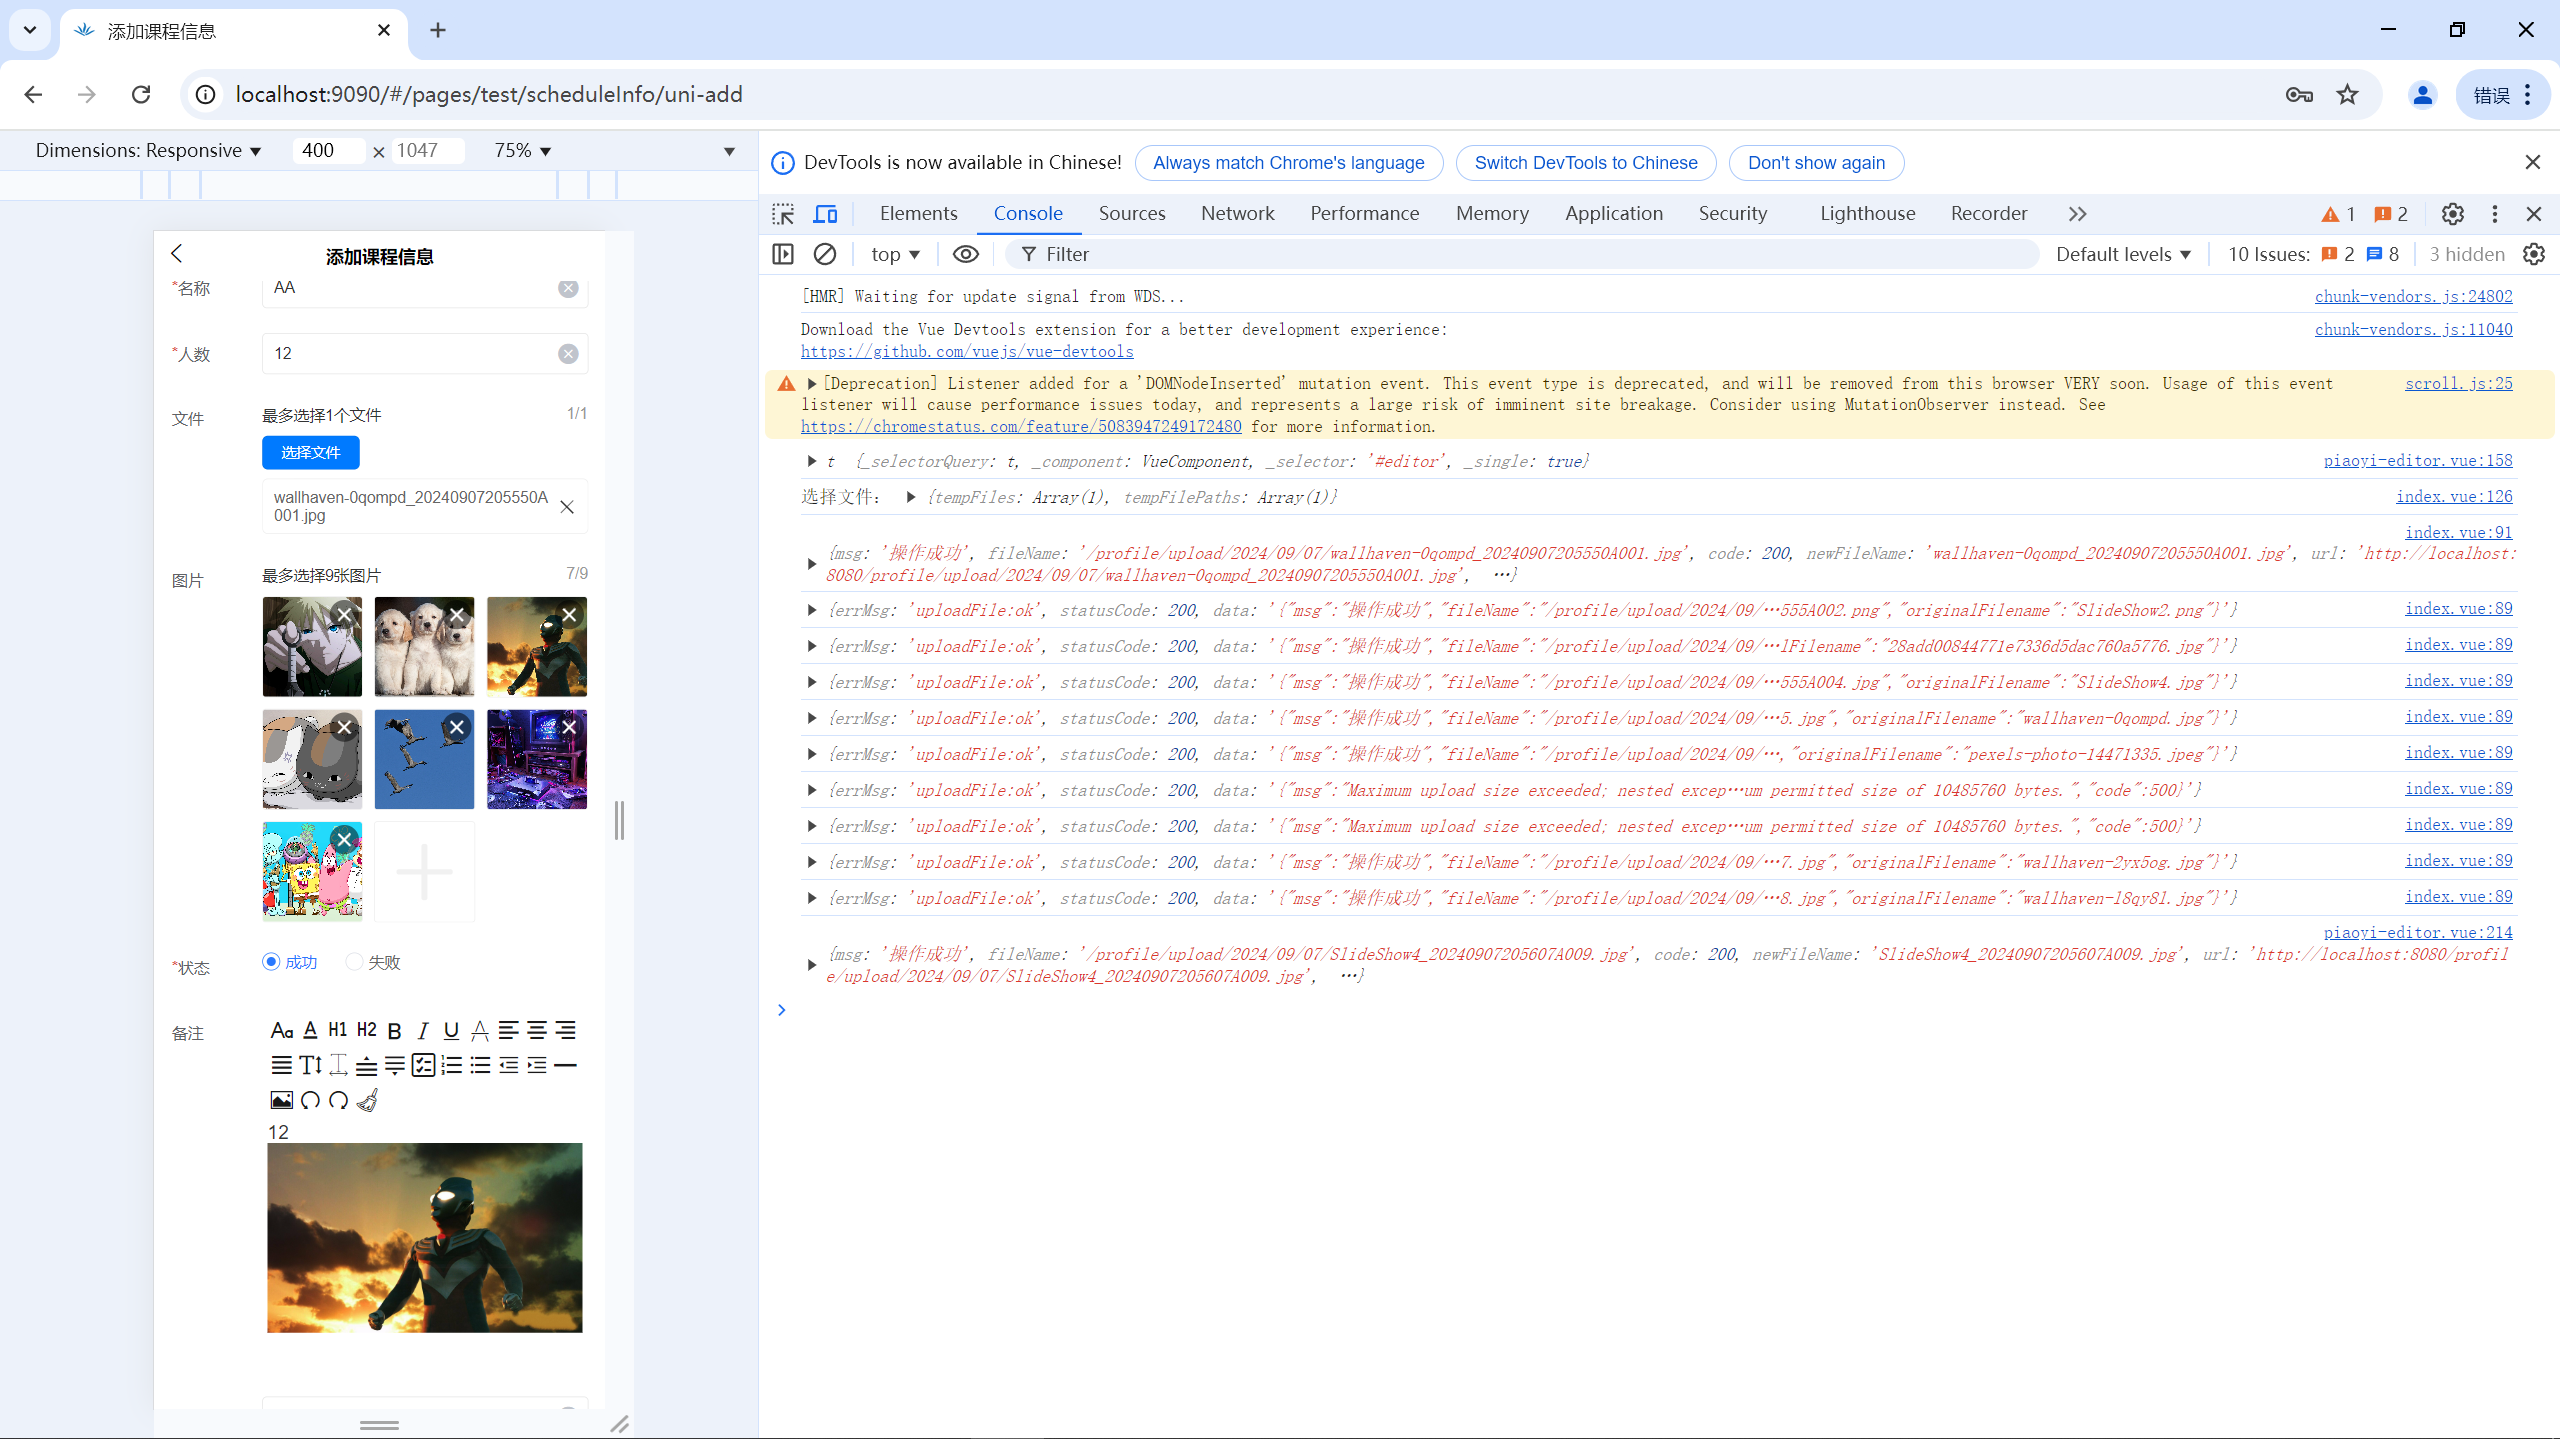 添加课程信息
localhost:9090/#/pages/test/scheduleInfo/uni-add
错误
Dimensions: Responsive
400
×
1047
75%
添加课程信息
*名称
AA
*人数
12
文件
最多选择1个文件
1/1
选择文件
wallhaven-0qompd_20240907205550A
001.jpg
图片
最多选择9张图片
7/9
*状态
成功
失败
备注
Aa A H1 H2 B I U A
12
DevTools is now available in Chinese!
Always match Chrome's language
Switch DevTools to Chinese
Don't show again
Elements
Console
Sources
Network
Performance
Memory
Application
Security
Lighthouse
Recorder
1
2
top
Filter
Default levels
10 Issues:
2
8
3 hidden
[HMR] Waiting for update signal from WDS...
chunk-vendors.js:24802
Download the Vue Devtools extension for a better development experience:
chunk-vendors.js:11040
https://github.com/vuejs/vue-devtools
[Deprecation] Listener added for a 'DOMNodeInserted' mutation event. This event type is deprecated, and will be removed from this browser VERY soon. Usage of this event
scroll.js:25
listener will cause performance issues today, and represents a large risk of imminent site breakage. Consider using MutationObserver instead. See
https://chromestatus.com/feature/5083947249172480 for more information.
t {_selectorQuery: t, _component: VueComponent, _selector: '#editor', _single: true}
piaoyi-editor.vue:158
选择文件： {tempFiles: Array(1), tempFilePaths: Array(1)}
index.vue:126
index.vue:91
{msg: '操作成功', fileName: '/profile/upload/2024/09/07/wallhaven-0qompd_20240907205550A001.jpg', code: 200, newFileName: 'wallhaven-0qompd_20240907205550A001.jpg', url: 'http://localhost:
8080/profile/upload/2024/09/07/wallhaven-0qompd_20240907205550A001.jpg', …}
{errMsg: 'uploadFile:ok', statusCode: 200, data: '{"msg":"操作成功","fileName":"/profile/upload/2024/09/…555A002.png","originalFilename":"SlideShow2.png"}'}
index.vue:89
{errMsg: 'uploadFile:ok', statusCode: 200, data: '{"msg":"操作成功","fileName":"/profile/upload/2024/09/…lFilename":"28add00844771e7336d5dac760a5776.jpg"}'}
index.vue:89
{errMsg: 'uploadFile:ok', statusCode: 200, data: '{"msg":"操作成功","fileName":"/profile/upload/2024/09/…555A004.jpg","originalFilename":"SlideShow4.jpg"}'}
index.vue:89
{errMsg: 'uploadFile:ok', statusCode: 200, data: '{"msg":"操作成功","fileName":"/profile/upload/2024/09/…5.jpg","originalFilename":"wallhaven-0qompd.jpg"}'}
index.vue:89
{errMsg: 'uploadFile:ok', statusCode: 200, data: '{"msg":"操作成功","fileName":"/profile/upload/2024/09/…,"originalFilename":"pexels-photo-14471335.jpeg"}'}
index.vue:89
{errMsg: 'uploadFile:ok', statusCode: 200, data: '{"msg":"Maximum upload size exceeded; nested excep…um permitted size of 10485760 bytes.","code":500}'}
index.vue:89
{errMsg: 'uploadFile:ok', statusCode: 200, data: '{"msg":"Maximum upload size exceeded; nested excep…um permitted size of 10485760 bytes.","code":500}'}
index.vue:89
{errMsg: 'uploadFile:ok', statusCode: 200, data: '{"msg":"操作成功","fileName":"/profile/upload/2024/09/…7.jpg","originalFilename":"wallhaven-2yx5og.jpg"}'}
index.vue:89
{errMsg: 'uploadFile:ok', statusCode: 200, data: '{"msg":"操作成功","fileName":"/profile/upload/2024/09/…8.jpg","originalFilename":"wallhaven-l8qy8l.jpg"}'}
index.vue:89
piaoyi-editor.vue:214
{msg: '操作成功', fileName: '/profile/upload/2024/09/07/SlideShow4_20240907205607A009.jpg', code: 200, newFileName: 'SlideShow4_20240907205607A009.jpg', url: 'http://localhost:8080/profil
e/upload/2024/09/07/SlideShow4_20240907205607A009.jpg', …}